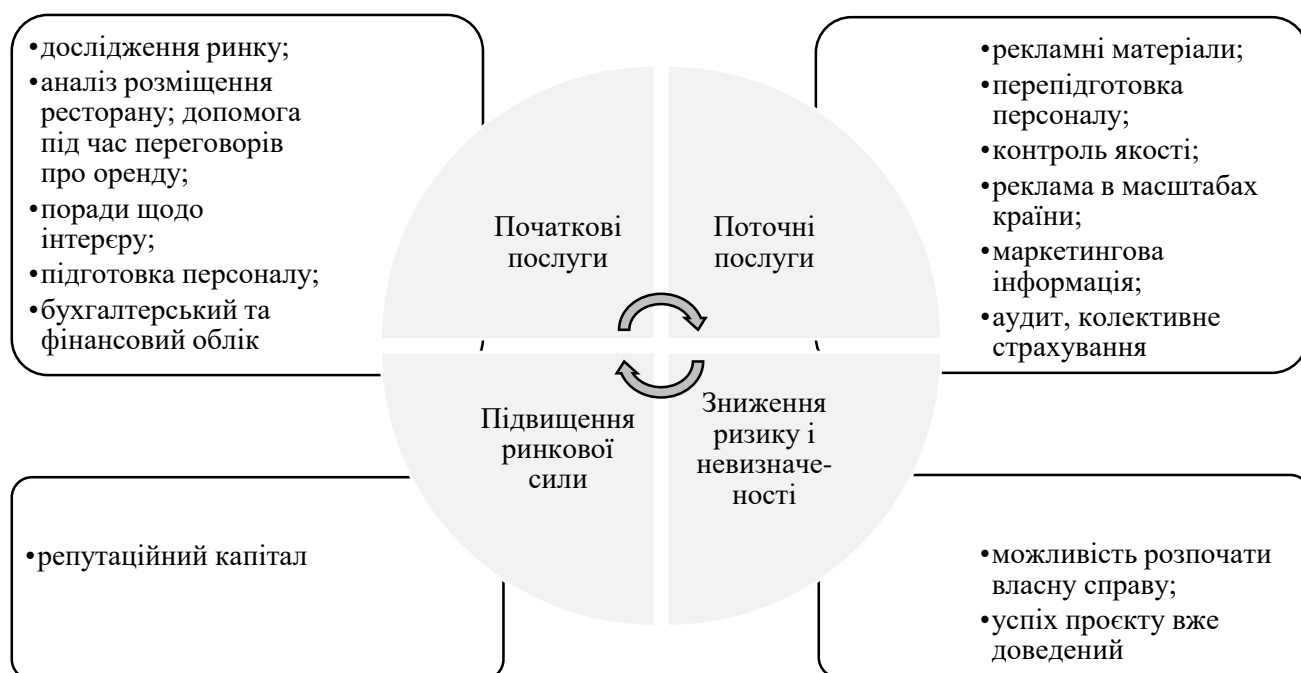 •дослідження ринку;
•аналіз розміщення
ресторану; допомога
під час переговорів
про оренду;
•поради щодо
інтерєру;
•підготовка персоналу;
•бухгалтерський та
фінансовий облік
Початкові
послуги
Поточні
послуги
•рекламні матеріали;
•перепідготовка
персоналу;
•контроль якості;
•реклама в масштабах
країни;
•маркетингова
інформація;
•аудит, колективне
страхування
•репутаційний капітал
Підвищення
ринкової
сили
Зниження
ризику і
невизначе-
ності
•можливість розпочати
власну справу;
•успіх проєкту вже
доведений